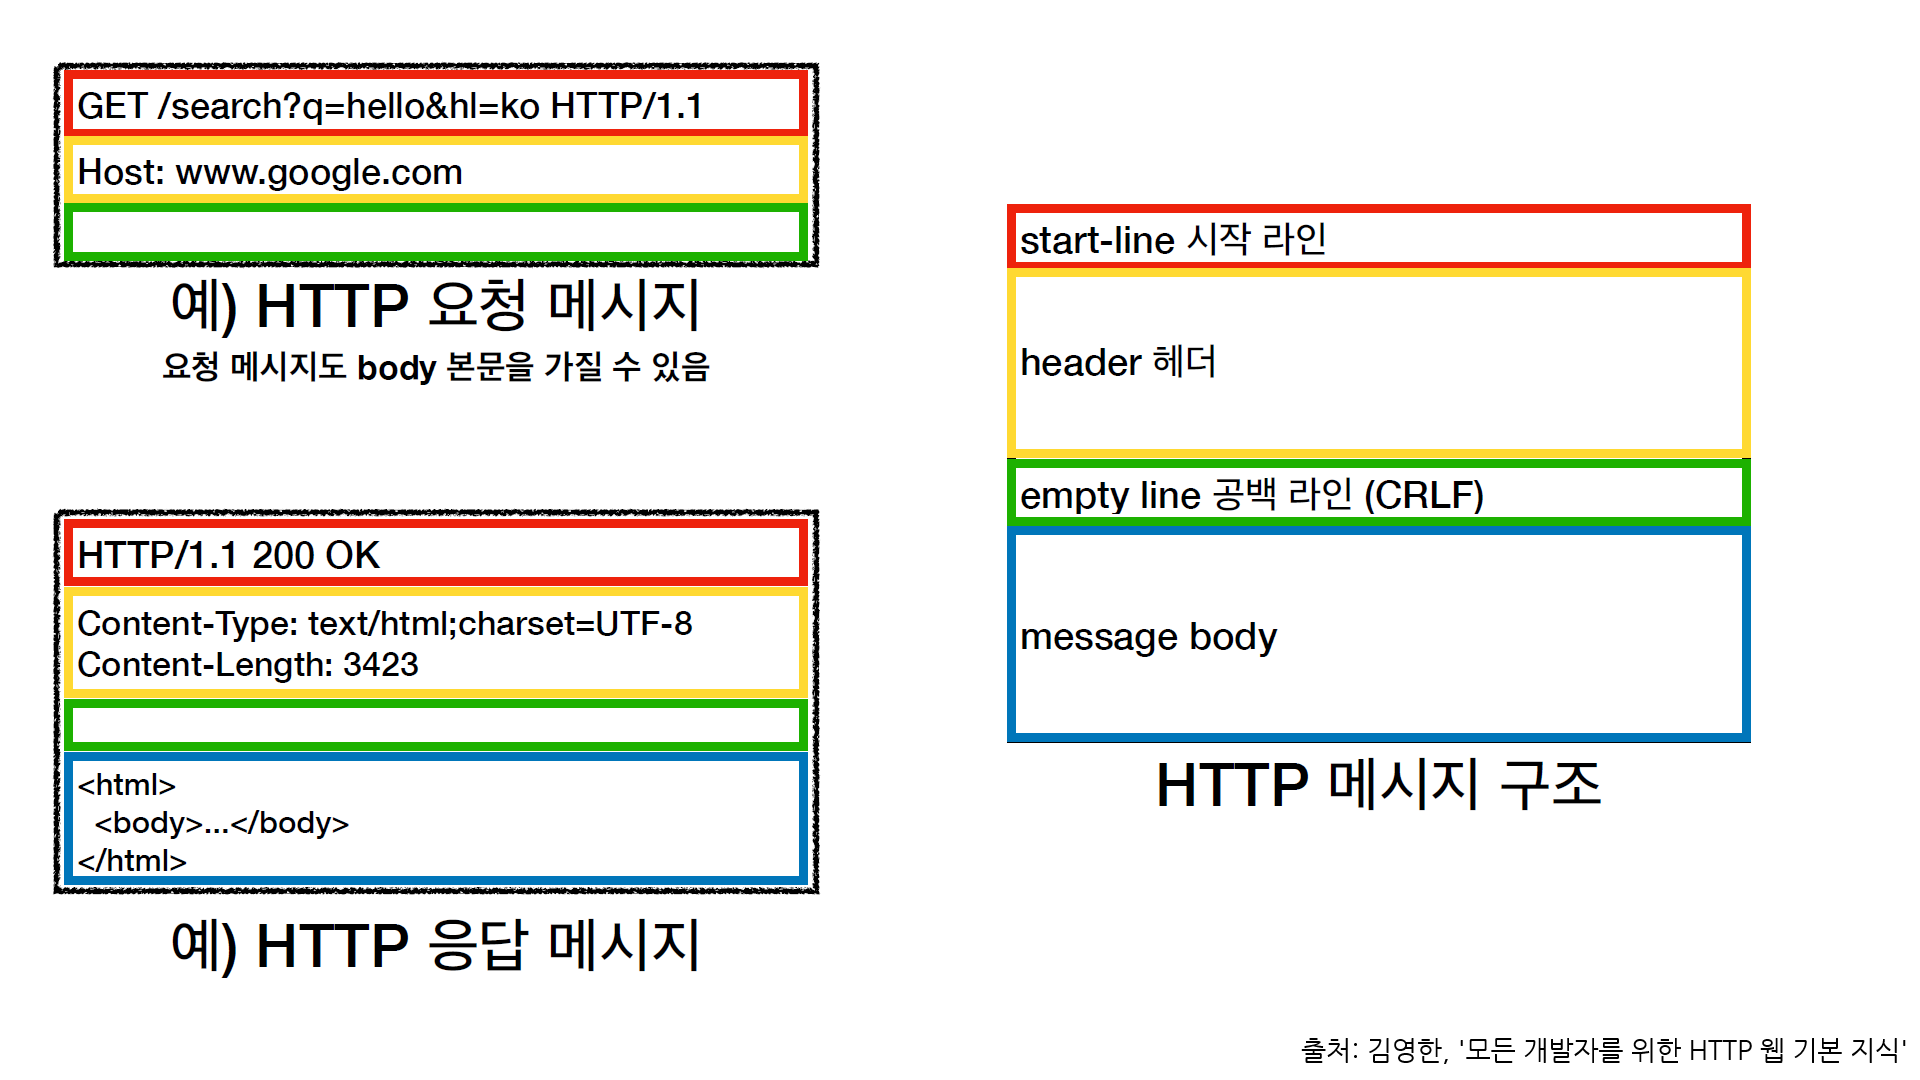 GET /search?q=hello&hl=ko HTTP/1.1
Host: www.google.com
예) HTTP 요청 메시지
요청 메시지도 body 본문을 가질 수 있음
HTTP/1.1 200 OK
Content-Type: text/html;charset=UTF-8
Content-Length: 3423
<html>
<body>...</body>
</html>
예) HTTP 응답 메시지
start-line 시작 라인
header 헤더
empty line 공백 라인 (CRLF)
message body
HTTP 메시지 구조
출처: 김영한, '모든 개발자를 위한 HTTP 웹 기본 지식'